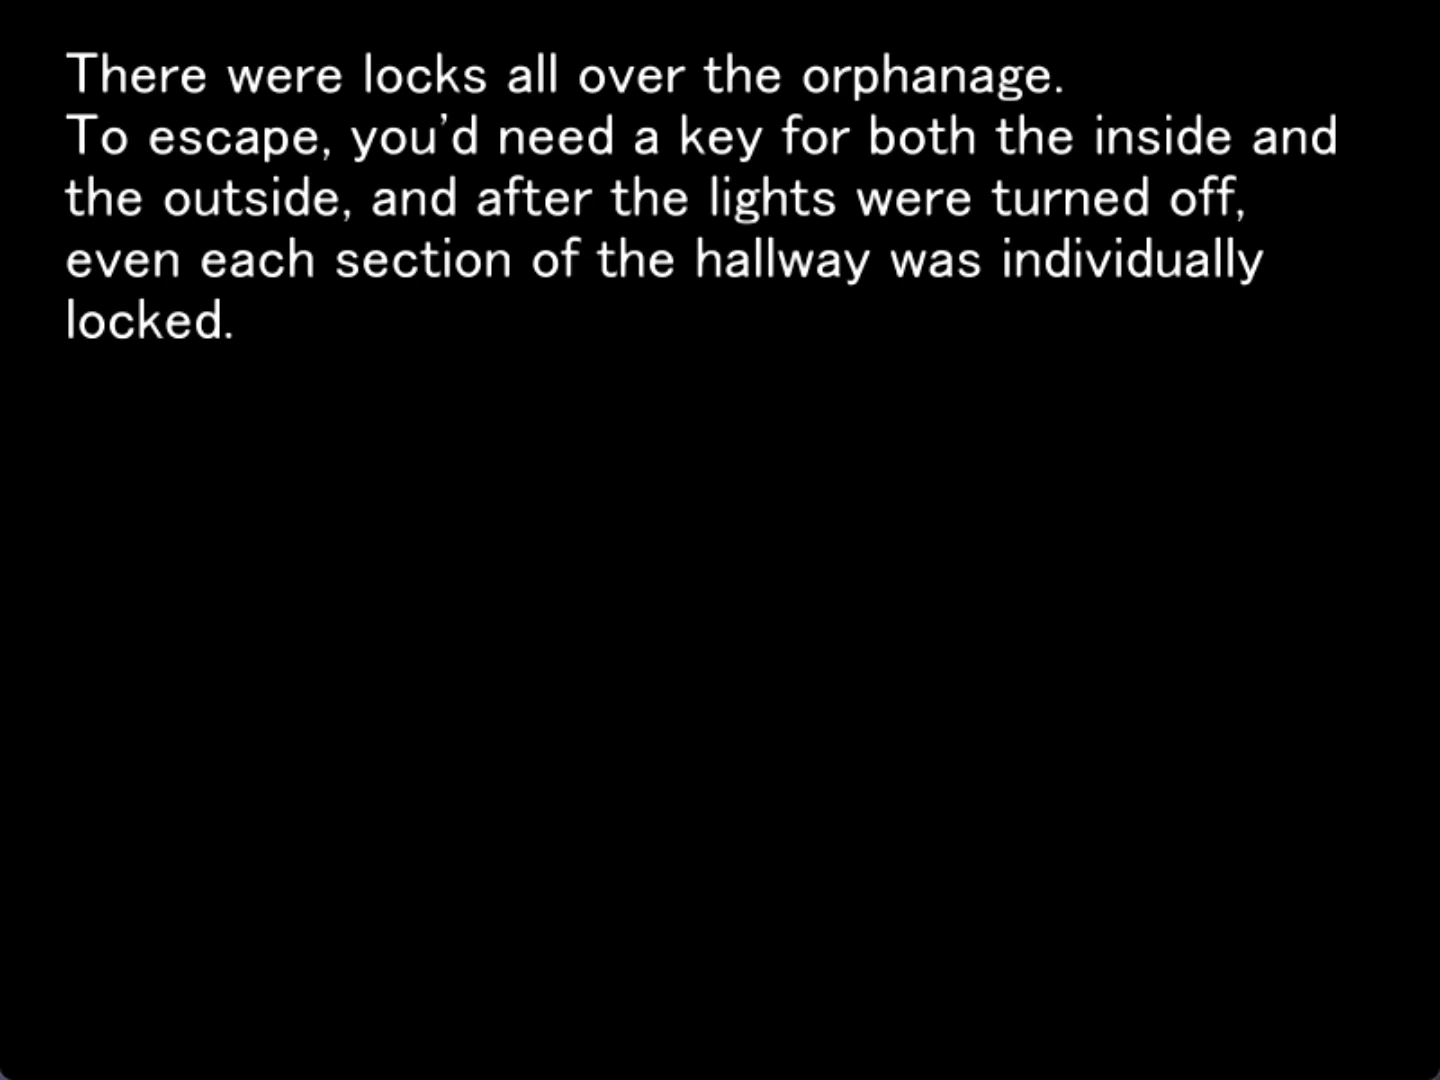 There were locks all over the orphanage.
To escape, you'd need a key for both the inside and
the outside, and after the lights were turned off,
even each section of the hallway was individually
locked.